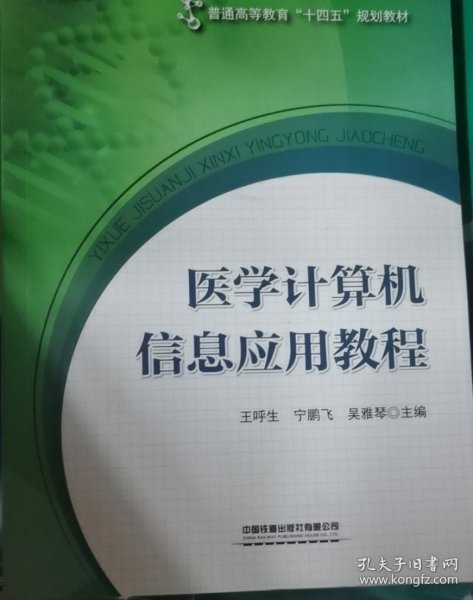 普通高等教育“十四五”规划教材
YIXUE JISUANJI XINXI YINGYONG JIAOCHENG
医学计算机
信息应用教程
王呼生 宁鹏飞 吴雅琴◎主编
中国铁道出版社有限公司
CHINA RAILWAY PUBLISHING HOUSE CO., LTD.
孔夫子旧书网
www.kongfz.com